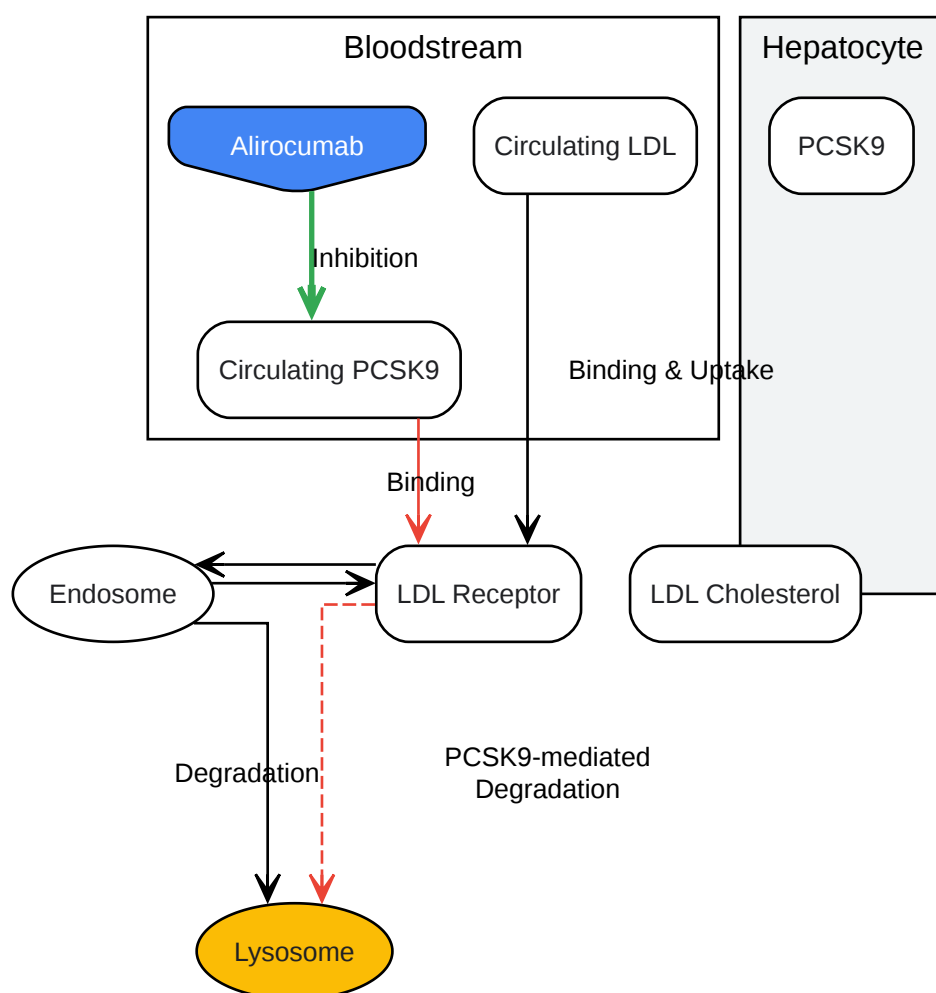 Bloodstream
Hepatocyte
Alirocumab
Circulating LDL
PCSK9
Inhibition
Circulating PCSK9
Binding & Uptake
Binding
Endosome
LDL Receptor
LDL Cholesterol
Degradation
PCSK9-mediated
Degradation
Lysosome